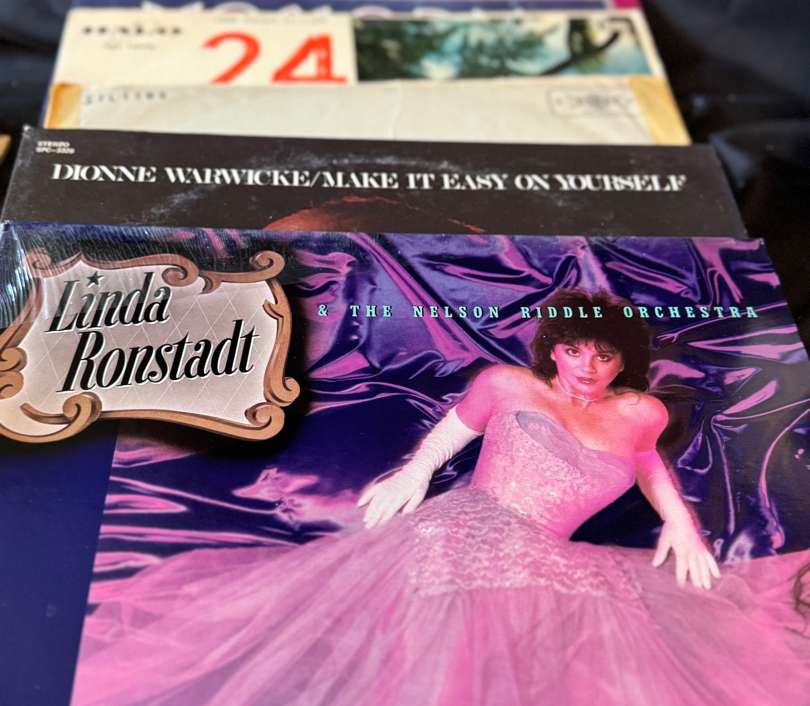 24
STEREO
DIONNE WARWICKE/MAKE IT EASY ON YOURSELF
Linda
Ronstadt
& THE NELSON RIDDLE ORCHESTRA